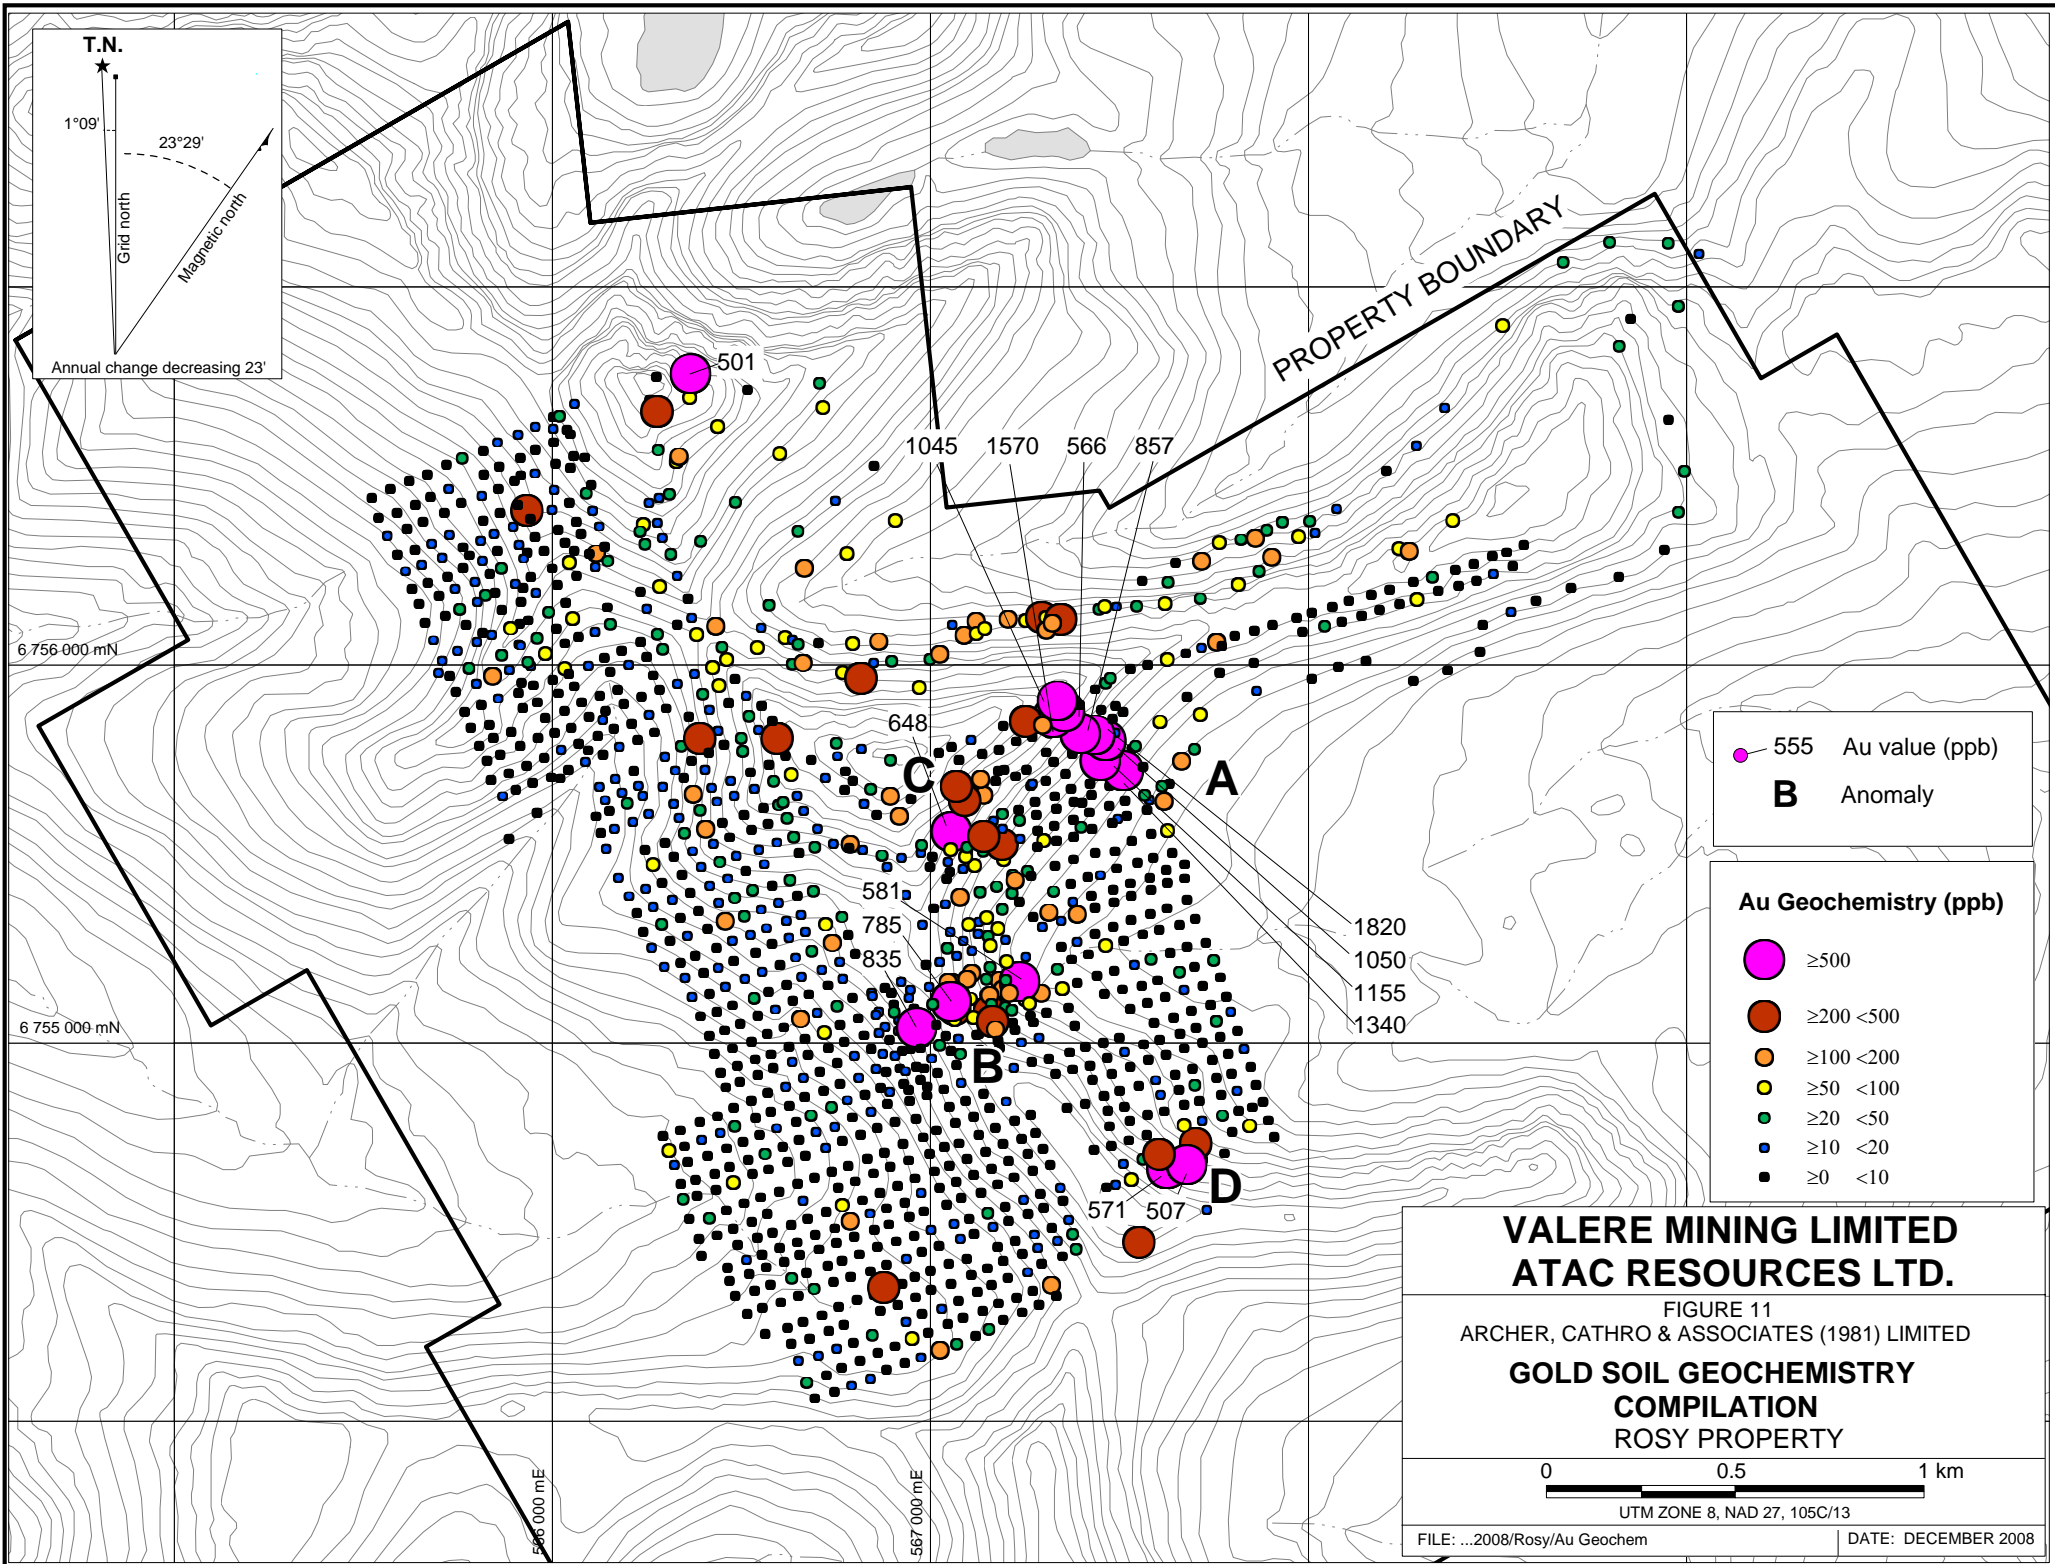 T.N.
1°09'
23°29'
Grid north
Magnetic north
Annual change decreasing 23'
PROPERTY BOUNDARY
501
1045 1570 566 857
6 756 000 mN
648
C
A
555 Au value (ppb)
B Anomaly
581
785
835
1820
1050
1155
1340
6 755 000 mN
B
D
571 507
Au Geochemistry (ppb)
≥500
≥200 <500
≥100 <200
≥50 <100
≥20 <50
≥10 <20
≥0 <10
566 000 mE
567 000 mE
VALERE MINING LIMITED
ATAC RESOURCES LTD.
FIGURE 11
ARCHER, CATHRO & ASSOCIATES (1981) LIMITED
GOLD SOIL GEOCHEMISTRY
COMPILATION
ROSY PROPERTY
0 0.5 1 km
UTM ZONE 8, NAD 27, 105C/13
FILE: ...2008/Rosy/Au Geochem DATE: DECEMBER 2008